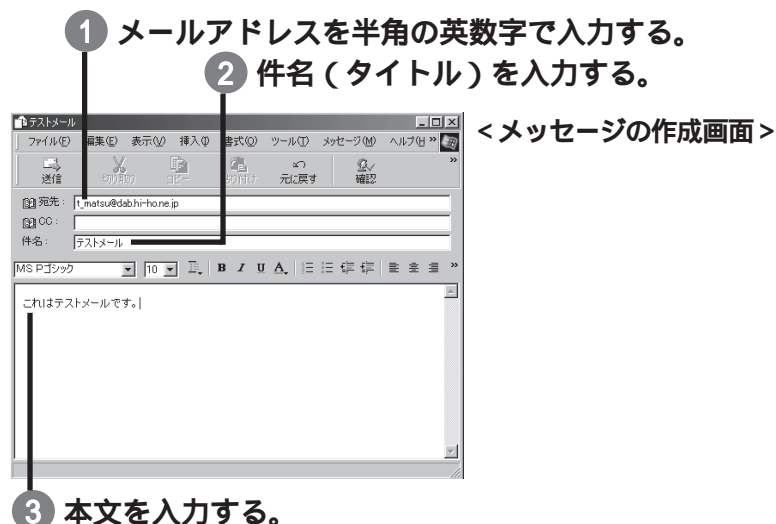 1 メールアドレスを半角の英数字で入力する。
2 件名（タイトル）を入力する。
<メッセージの作成画面>
テストメール
ファイル(F) 編集(E) 表示(V) 挿入(I) 書式(O) ツール(T) メッセージ(M) ヘルプ(H »
送信 切り取り コピー 貼り付け 元に戻す 確認 »
宛先: t_matsu@dab.hi-ho.ne.jp
CC:
件名: テストメール
MS Pゴシック 10 B I U A »
これはテストメールです。
3 本文を入力する。